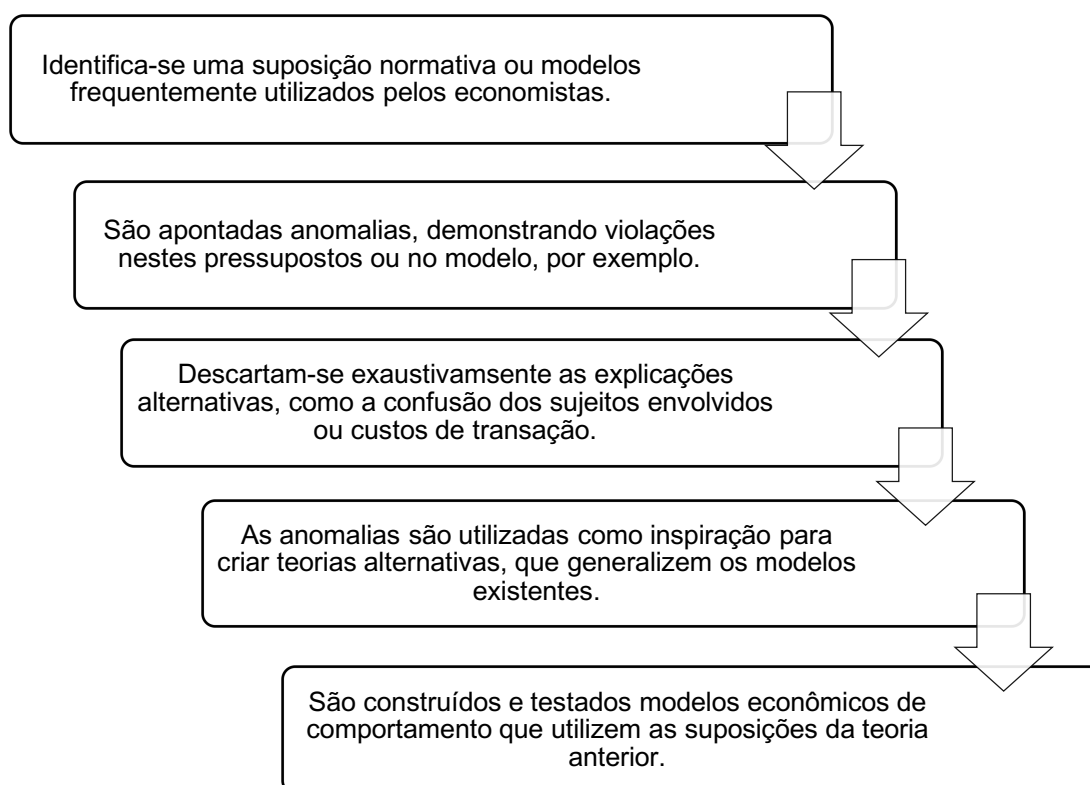 Identifica-se uma suposição normativa ou modelos
frequentemente utilizados pelos economistas.
São apontadas anomalias, demonstrando violações
nestes pressupostos ou no modelo, por exemplo.
Descartam-se exaustivamsente as explicações
alternativas, como a confusão dos sujeitos envolvidos
ou custos de transação.
As anomalias são utilizadas como inspiração para
criar teorias alternativas, que generalizem os modelos
existentes.
São construídos e testados modelos econômicos de
comportamento que utilizem as suposições da teoria
anterior.